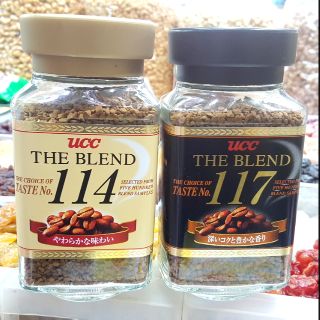 ucc
THE BLEND
THE CHOICE OF
TASTE No.
114
SELECTED FROM
FIVE HUNDRED
BLEND SAMPLES
やわらかな味わい
ucc
THE BLEND
THE CHOICE OF
TASTE No.
117
SELECTED FROM
FIVE HUNDRED
BLEND SAMPLES
深いコクと豊かな香り